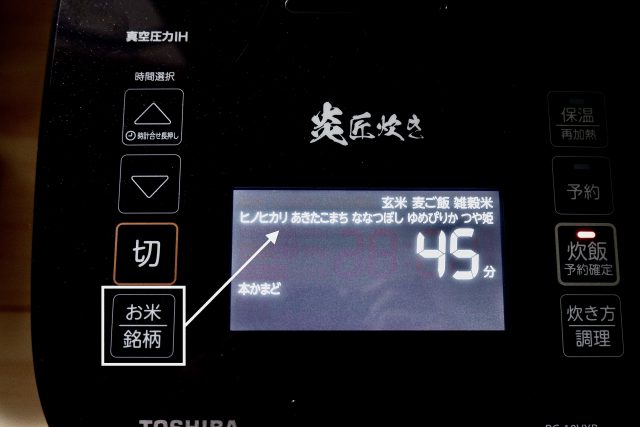 真空圧力IH
時間選択
時計合せ長押し
炎 匠炊き
保温
再加熱
予約
玄米 麦ご飯 雑穀米
ヒノヒカリ あきたこまち ななつぼし ゆめぴりか つや姫
45分
本かまど
切
炊飯
予約確定
お米
銘柄
炊き方
調理
TOSHIBA